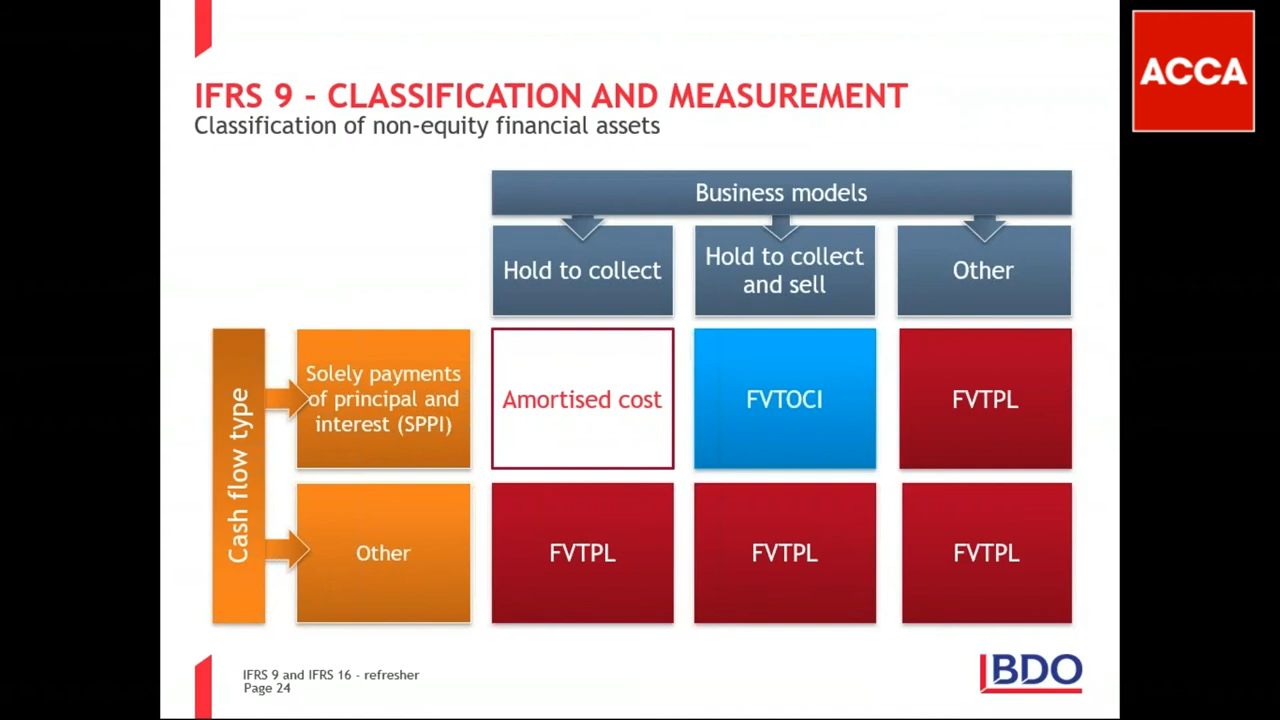 ACCA
IFRS 9 - CLASSIFICATION AND MEASUREMENT
Classification of non-equity financial assets
Business models
Hold to collect
Hold to collect
and sell
Other
Cash flow type
Solely payments
of principal and
interest (SPPI)
Amortised cost
FVTOCI
FVTPL
Other
FVTPL
FVTPL
FVTPL
IFRS 9 and IFRS 16 - refresher
Page 24
BDO